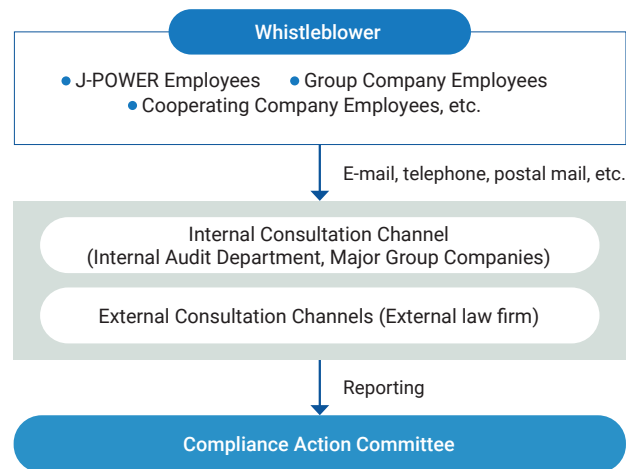 Whistleblower
● J-POWER Employees ● Group Company Employees
● Cooperating Company Employees, etc.
E-mail, telephone, postal mail, etc.
Internal Consultation Channel
(Internal Audit Department, Major Group Companies)
External Consultation Channels (External law firm)
Reporting
Compliance Action Committee